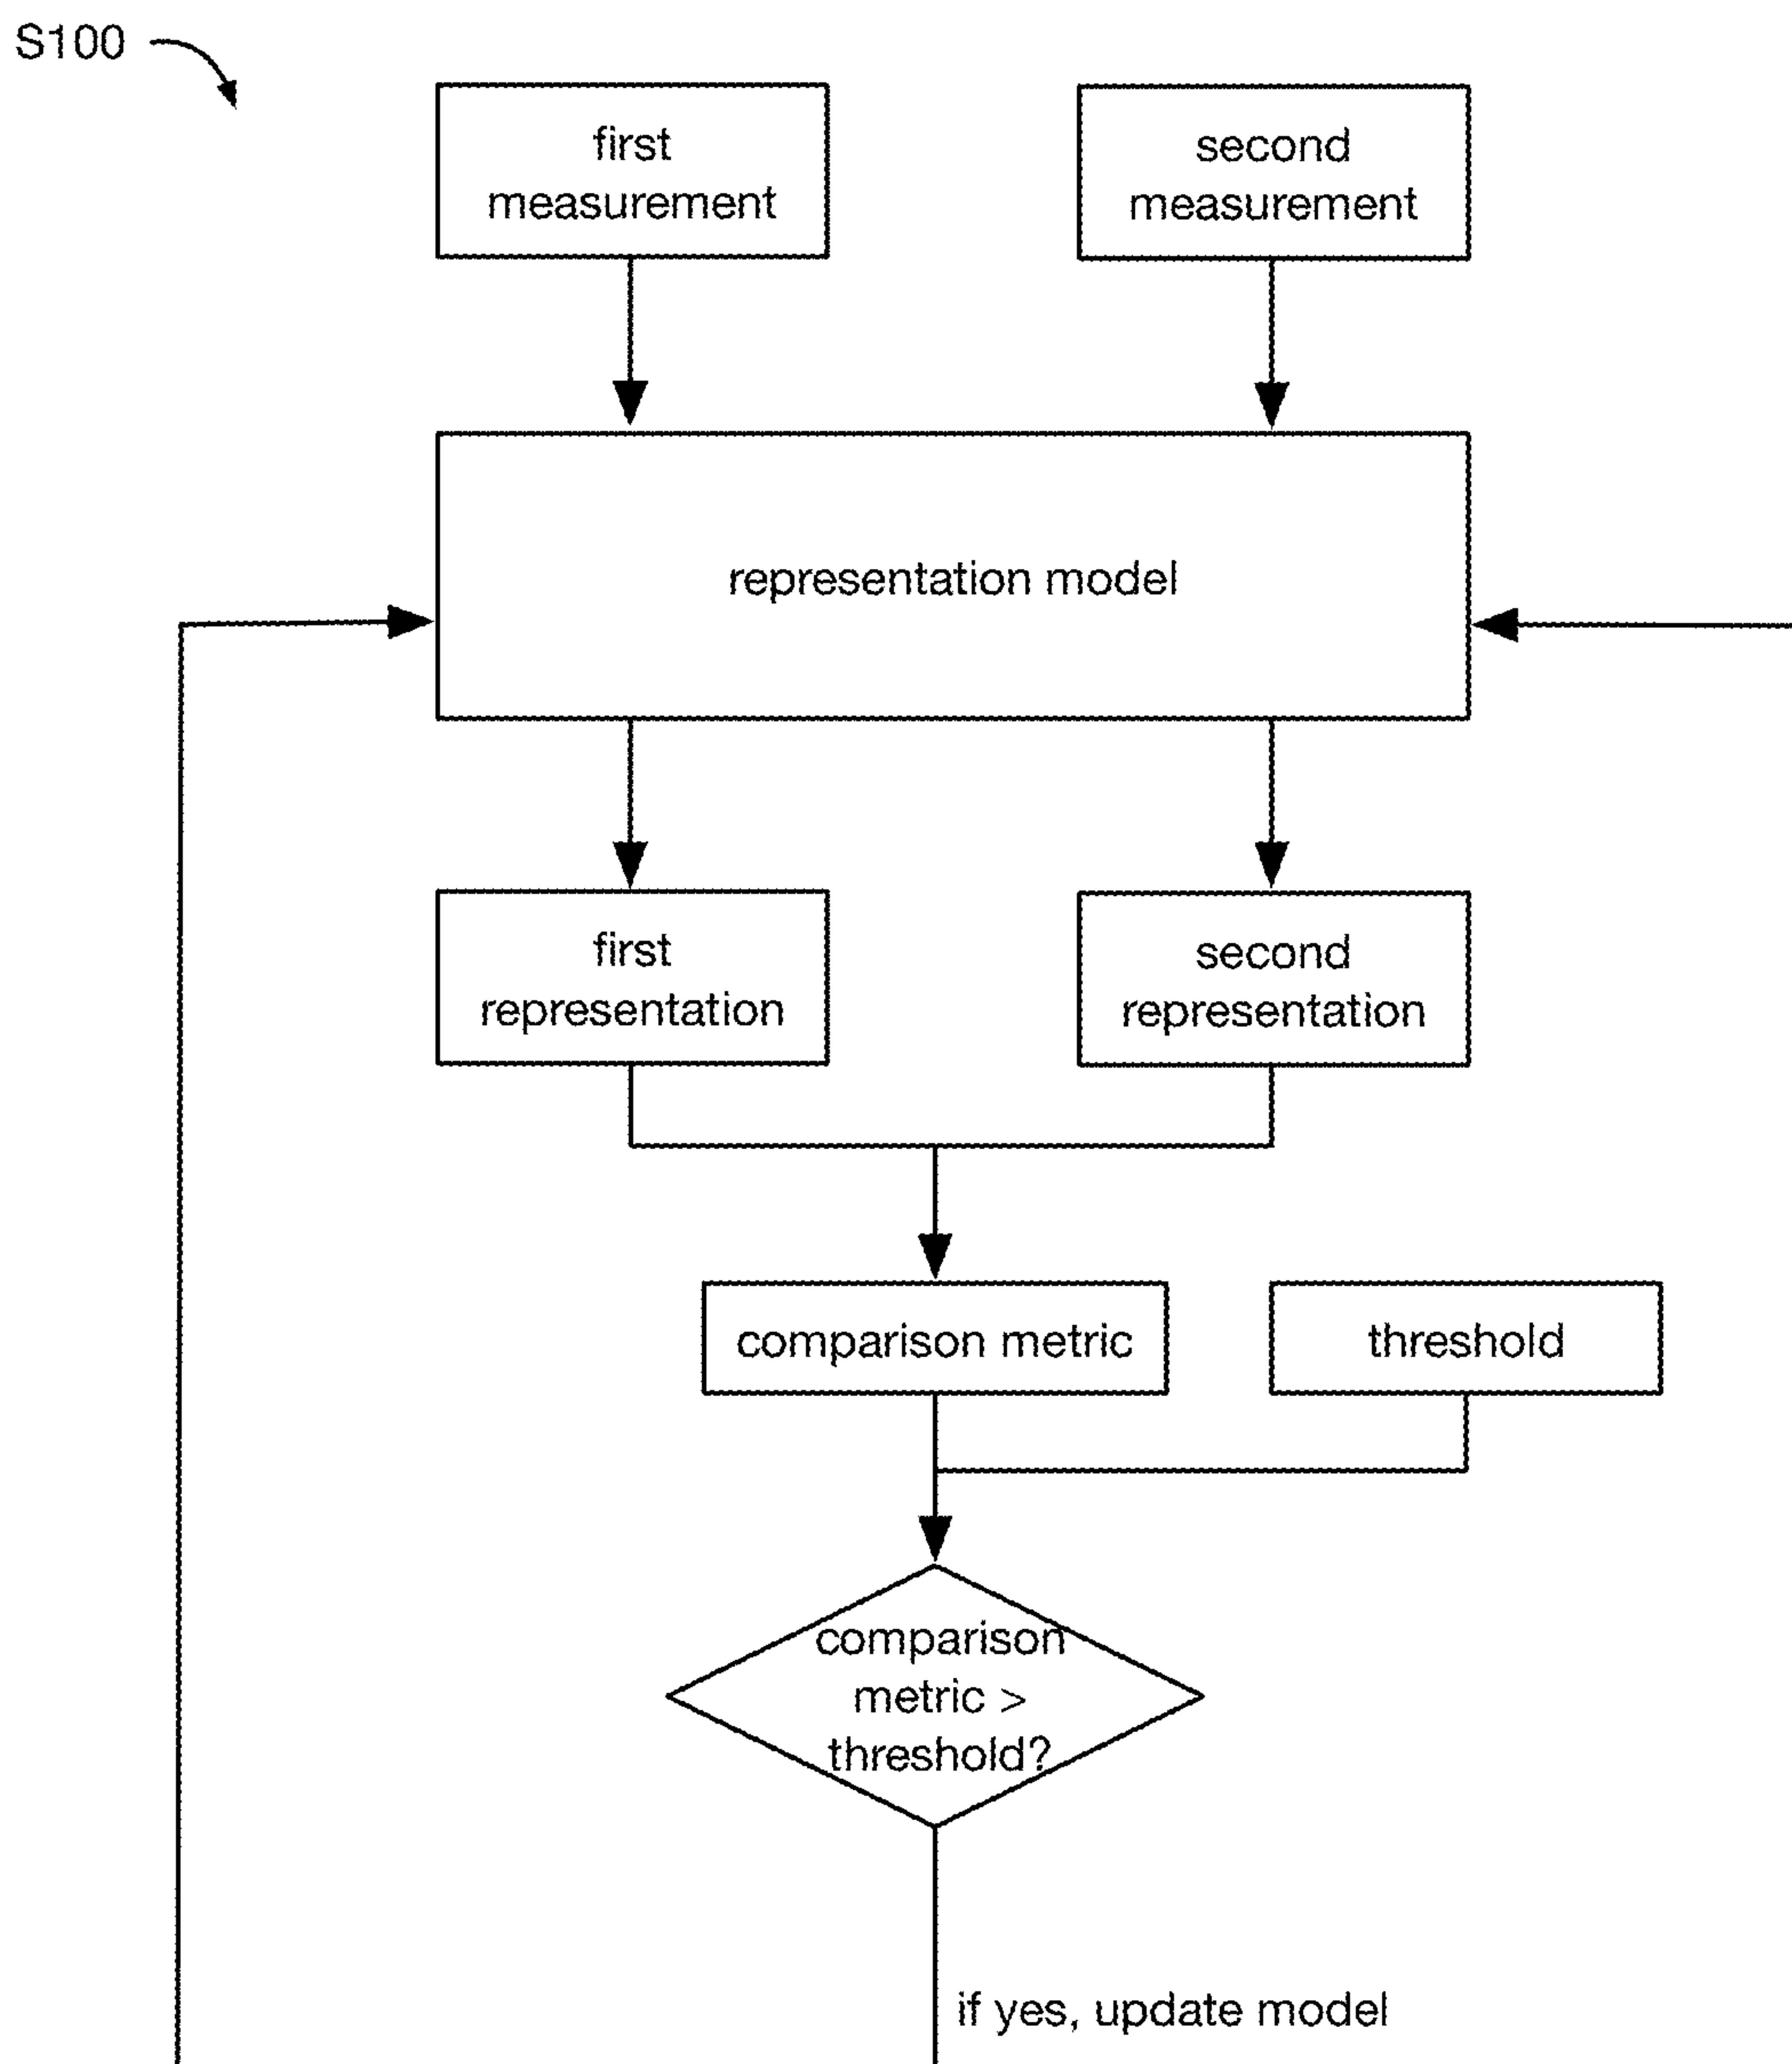 S100
first
measurement
second
measurement
representation model
first
representation
second
representation
comparison metric
threshold
comparison
metric >
threshold?
if yes, update model